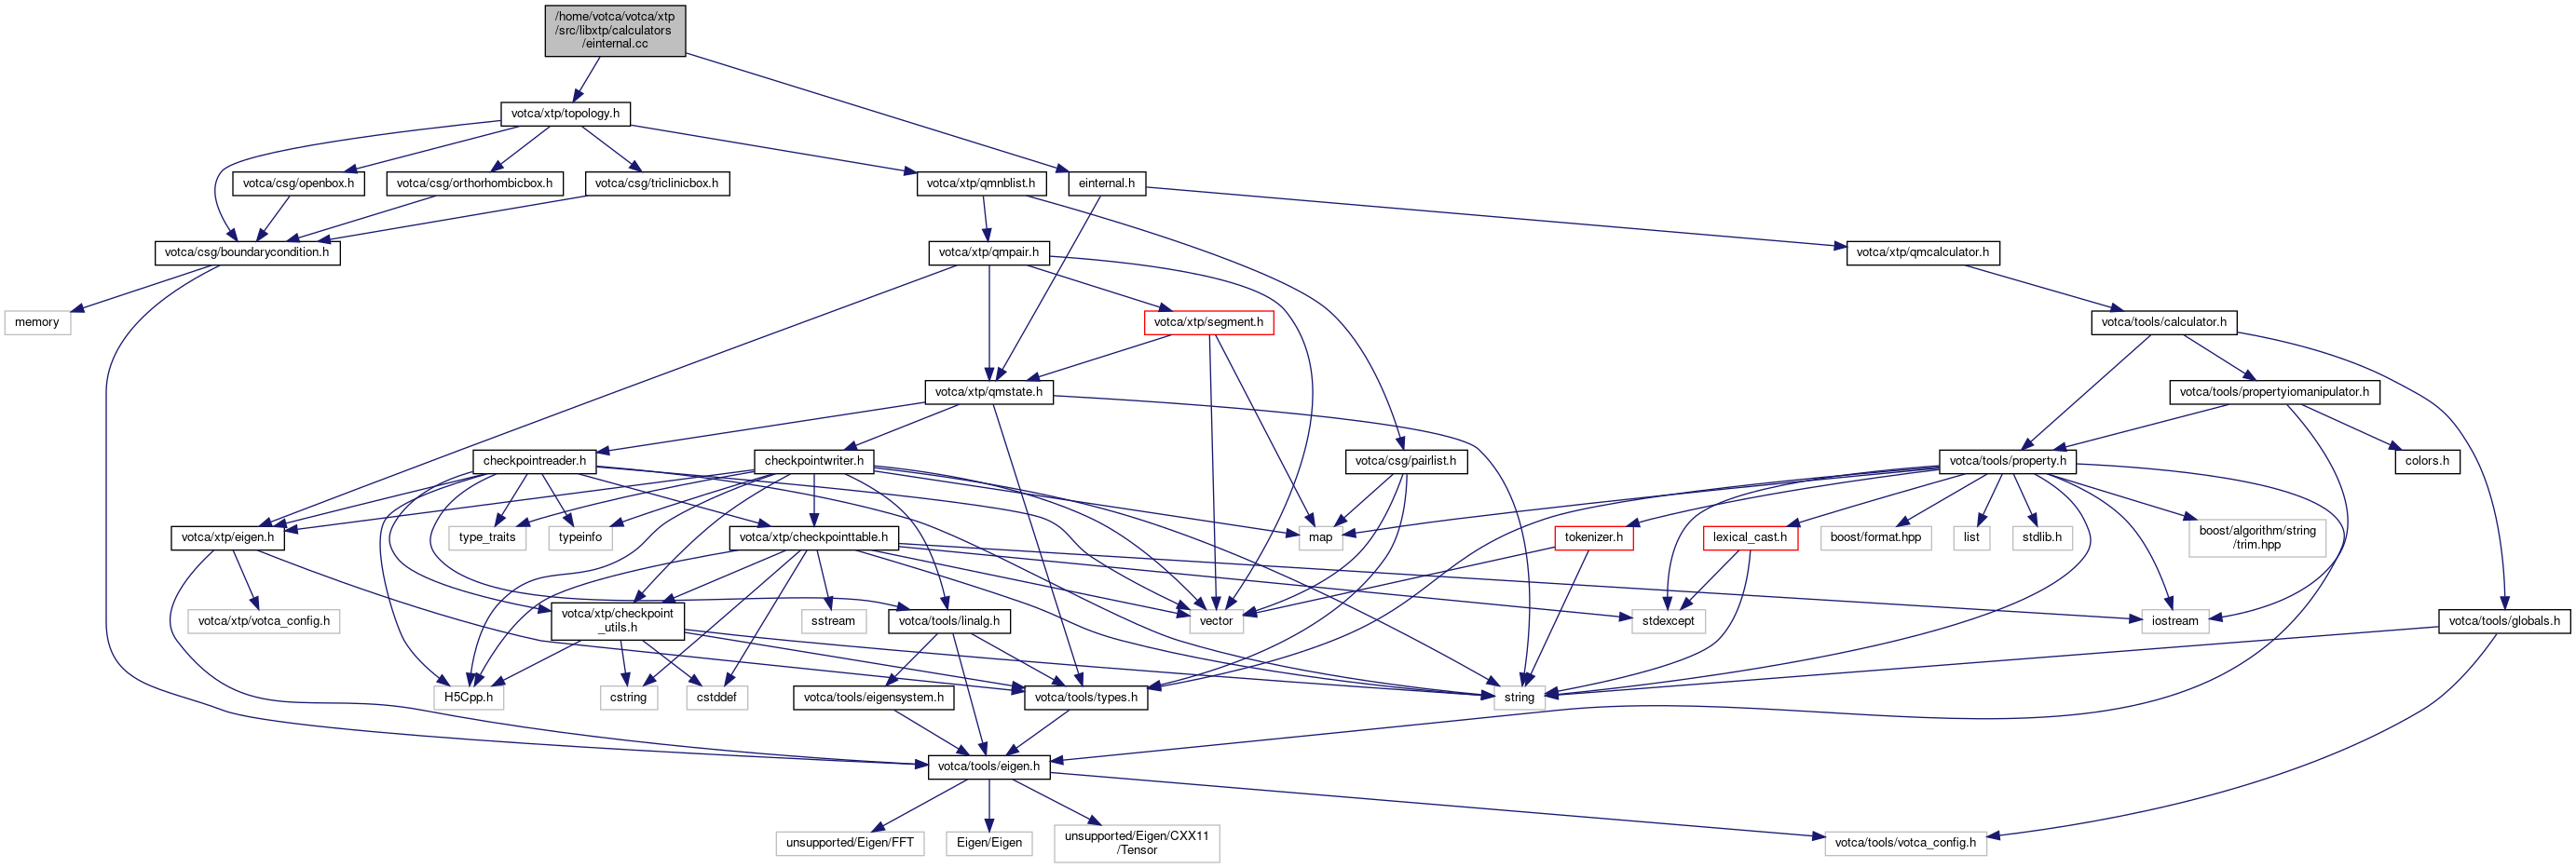 /home/votca/votca/xtp
/src/libxtp/calculators
/einternal.cc
votca/xtp/topology.h
votca/csg/openbox.h
votca/csg/orthorhombicbox.h
votca/csg/triclinicbox.h
votca/xtp/qmnblist.h
einternal.h
votca/csg/boundarycondition.h
votca/xtp/qmpair.h
votca/xtp/qmcalculator.h
memory
votca/xtp/segment.h
votca/tools/calculator.h
votca/xtp/qmstate.h
votca/tools/propertyiomanipulator.h
checkpointreader.h
checkpointwriter.h
votca/csg/pairlist.h
votca/tools/property.h
colors.h
votca/xtp/eigen.h
type_traits
typeinfo
votca/xtp/checkpointtable.h
map
tokenizer.h
lexical_cast.h
boost/format.hpp
list
stdlib.h
boost/algorithm/string
/trim.hpp
votca/xtp/votca_config.h
votca/xtp/checkpoint
_utils.h
sstream
votca/tools/linalg.h
vector
stdexcept
iostream
votca/tools/globals.h
H5Cpp.h
cstring
cstddef
votca/tools/eigensystem.h
votca/tools/types.h
string
votca/tools/eigen.h
unsupported/Eigen/FFT
Eigen/Eigen
unsupported/Eigen/CXX11
/Tensor
votca/tools/votca_config.h